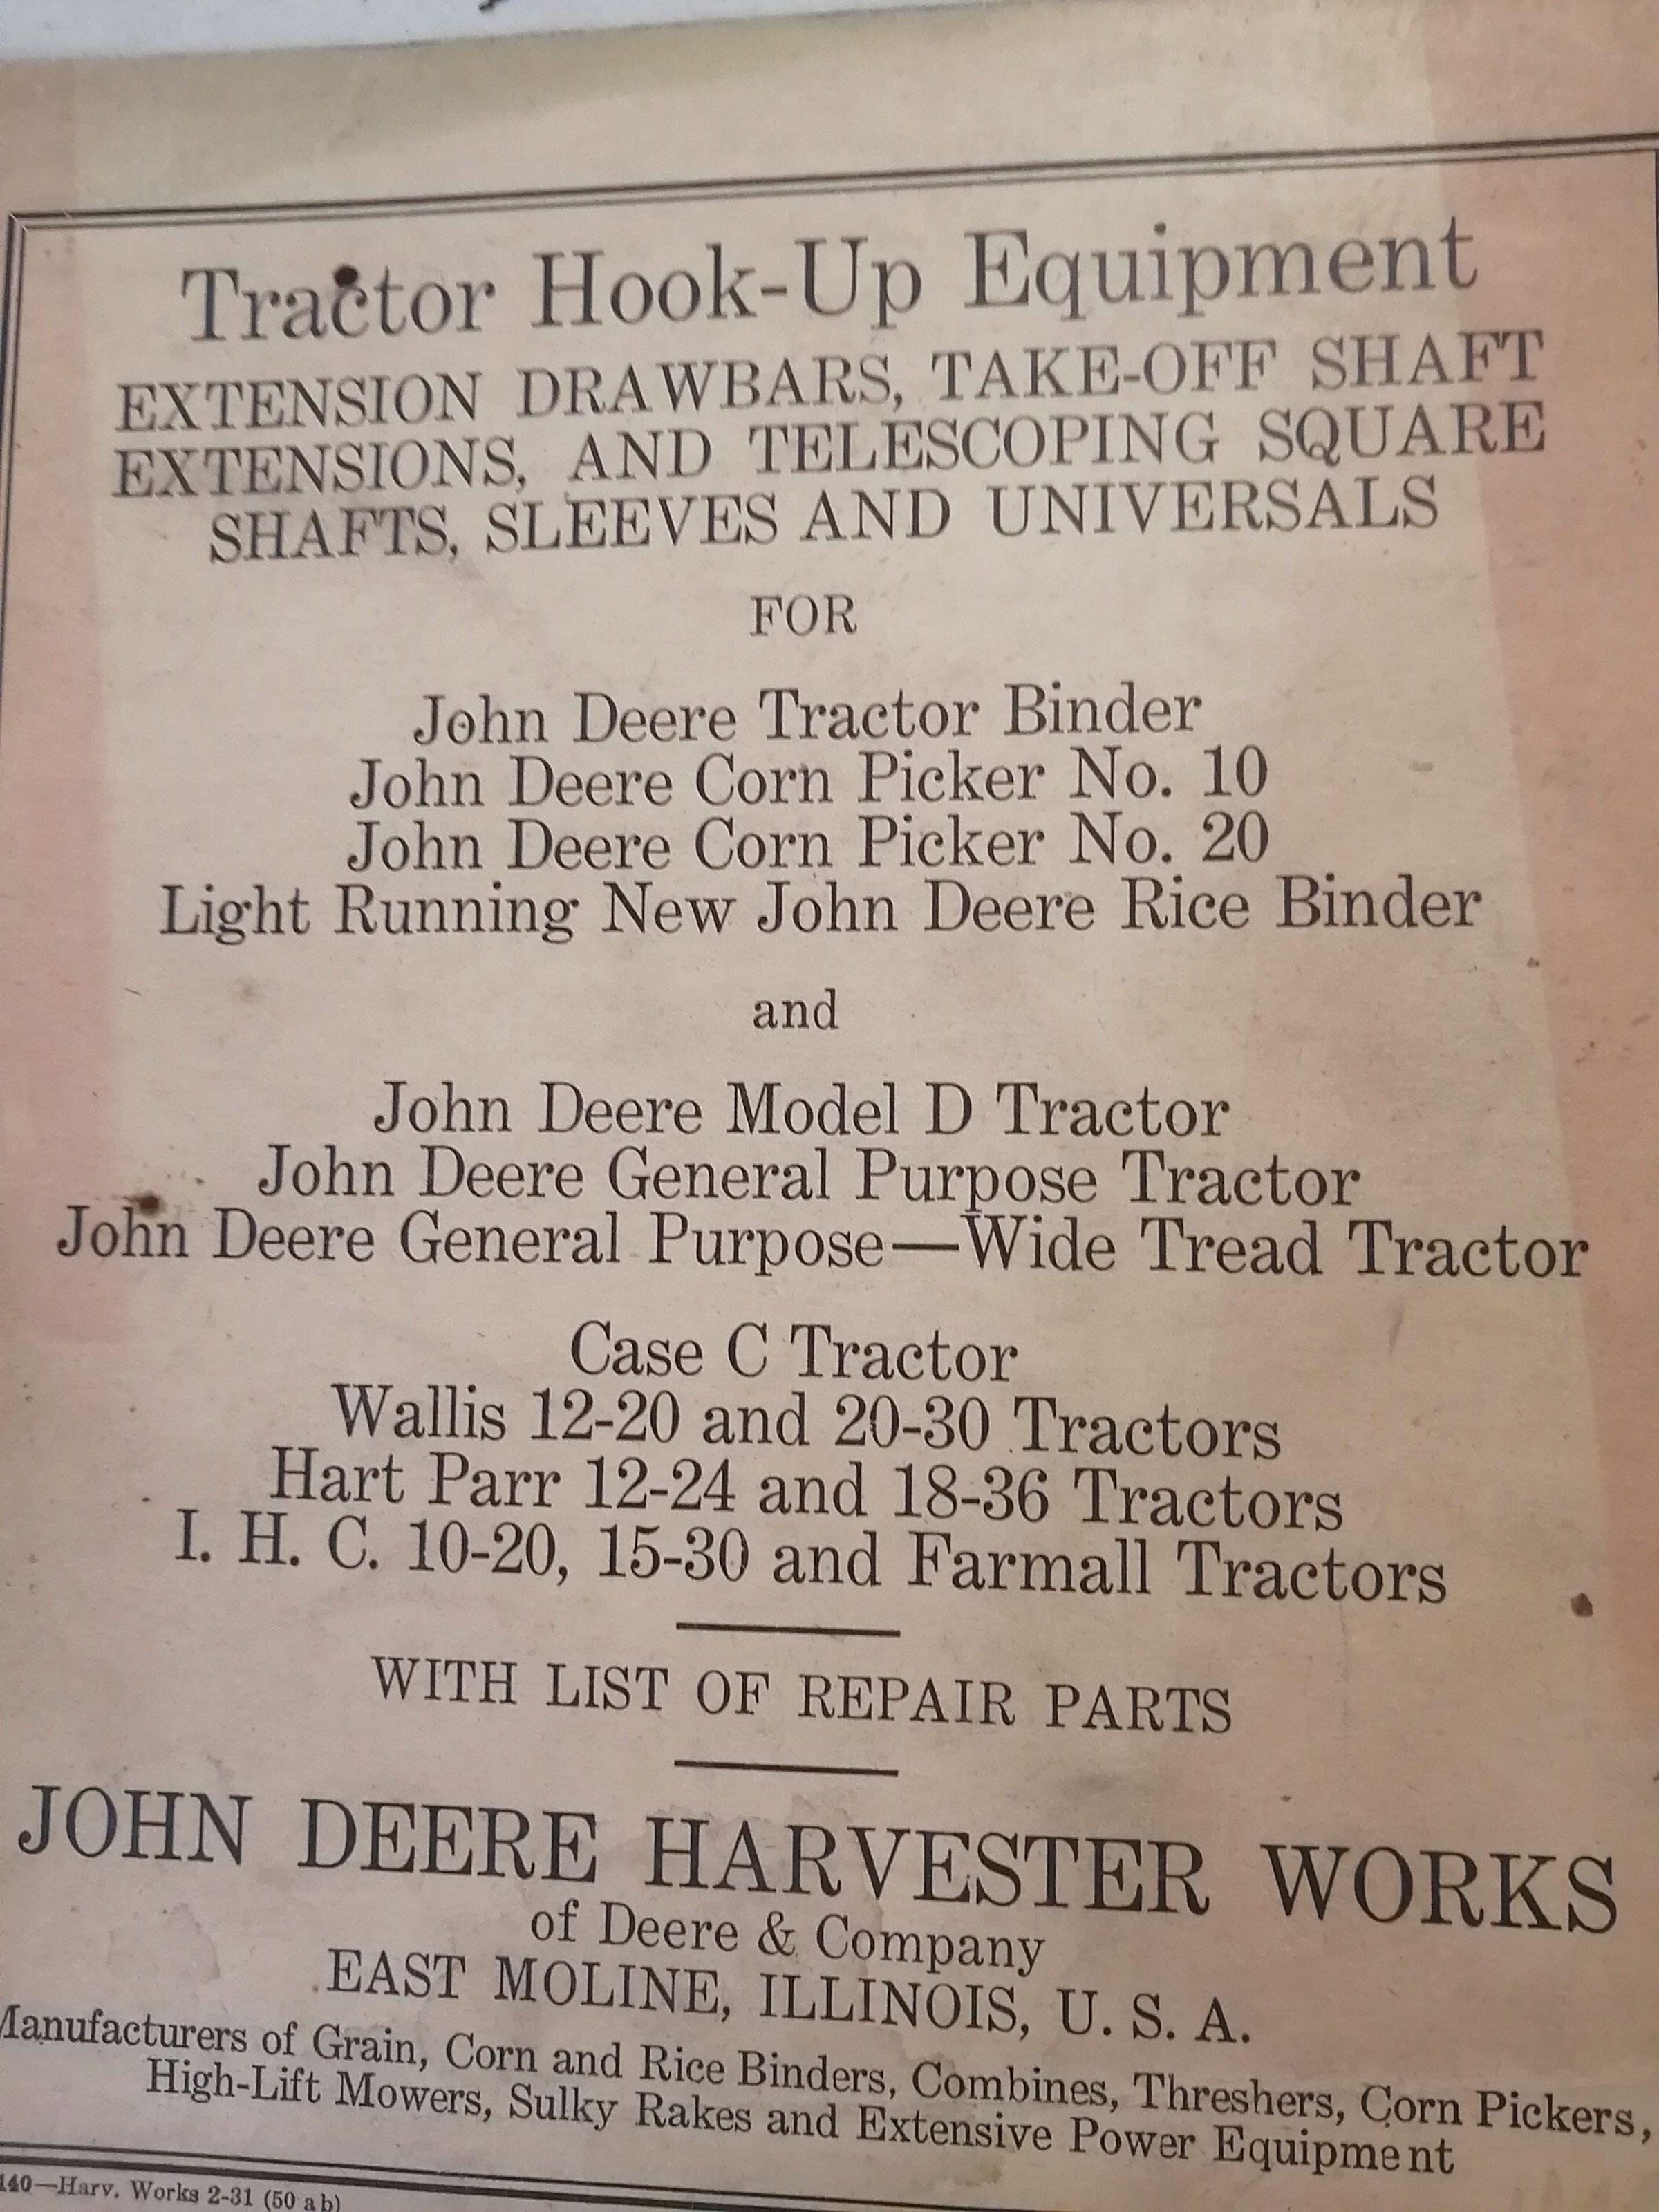 Tractor Hook-Up Equipment
EXTENSION DRAWBARS, TAKE-OFF SHAFT
EXTENSIONS, AND TELESCOPING SQUARE
SHAFTS, SLEEVES AND UNIVERSALS
FOR
John Deere Tractor Binder
John Deere Corn Picker No. 10
John Deere Corn Picker No. 20
Light Running New John Deere Rice Binder
and
John Deere Model D Tractor
John Deere General Purpose Tractor
John Deere General Purpose—Wide Tread Tractor
Case C Tractor
Wallis 12-20 and 20-30 Tractors
Hart Parr 12-24 and 18-36 Tractors
I. H. C. 10-20, 15-30 and Farmall Tractors
WITH LIST OF REPAIR PARTS
JOHN DEERE HARVESTER WORKS
of Deere & Company
EAST MOLINE, ILLINOIS, U. S. A.
Manufacturers of Grain, Corn and Rice Binders, Combines, Threshers, Corn Pickers,
High-Lift Mowers, Sulky Rakes and Extensive Power Equipment
140—Harv. Works 2-31 (50 ab)